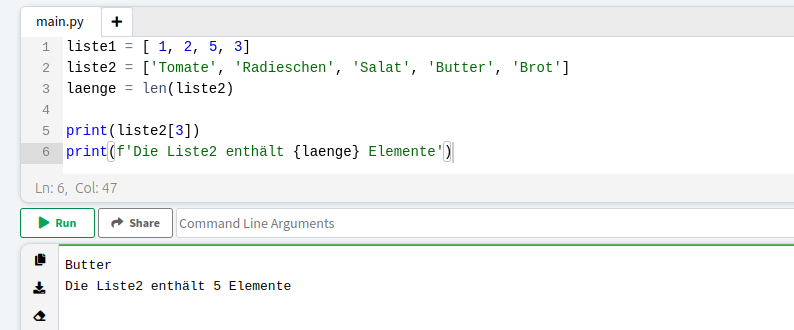 main.py +
1 liste1 = [ 1, 2, 5, 3]
2 liste2 = ['Tomate', 'Radieschen', 'Salat', 'Butter', 'Brot']
3 laenge = len(liste2)
4
5 print(liste2[3])
6 print(f'Die Liste2 enthält {laenge} Elemente')
Ln: 6, Col: 47
Run Share Command Line Arguments
Butter
Die Liste2 enthält 5 Elemente